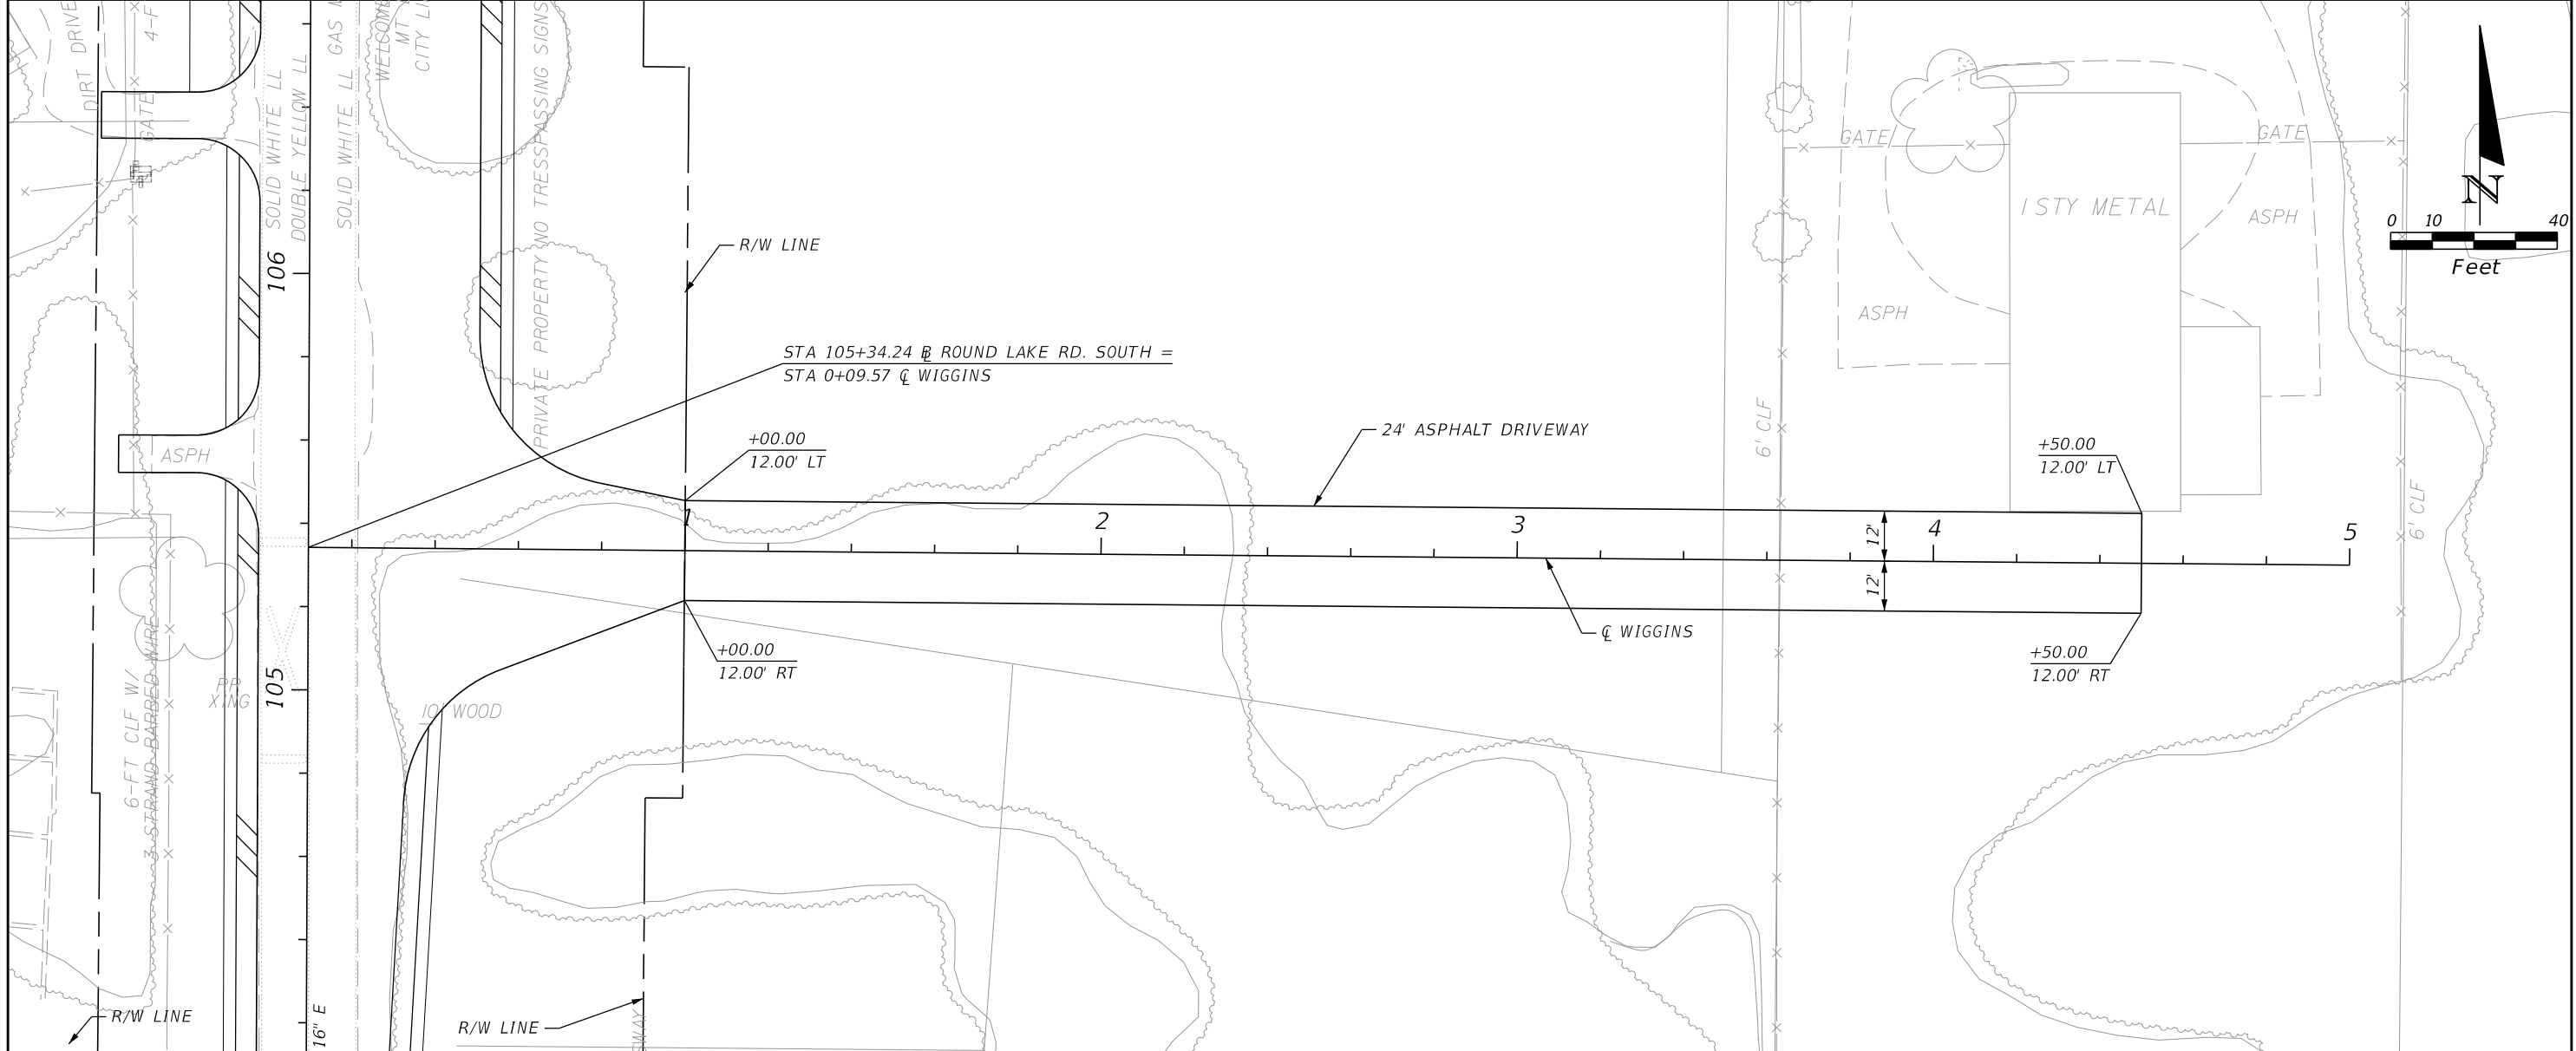 DIRT DRIVE
4-F
GATE
SOLID WHITE LL
DOUBLE YELLOW LL
SOLID WHITE LL
GAS
WELCOME
MT
CITY LI
PRIVATE PROPERTY NO TRESSPASSING SIGNS
106
R/W LINE
STA 105+34.24 ⅊ ROUND LAKE RD. SOUTH =
STA 0+09.57 ℄ WIGGINS
+00.00
12.00' LT
24' ASPHALT DRIVEWAY
6' CLF
GATE
GATE
1 STY METAL
ASPH
ASPH
N
0 10 40
Feet
+50.00
12.00' LT
6' CLF
ASPH
1
2
3
4
5
12'
12'
℄ WIGGINS
+00.00
12.00' RT
+50.00
12.00' RT
105
PP
XING
10' WOOD
6-FT CLF W/
3 STRAND BARBED WIRE
R/W LINE
16" E
R/W LINE
WAY